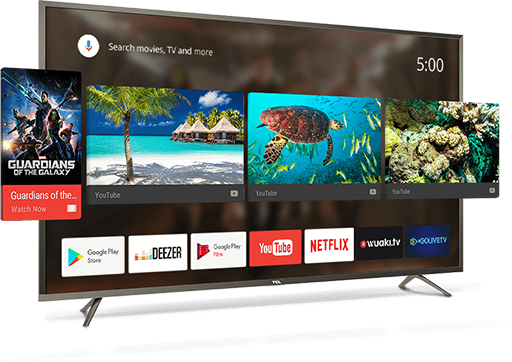 Search movies, TV and more
5:00
GUARDIANS
OF THE GALAXY
Guardians of the...
Watch Now
YouTube
YouTube
YouTube
Google Play
Store
DEEZER
Google Play
Films
YouTube
NETFLIX
wuaki.tv
GOLIVETV
TCL